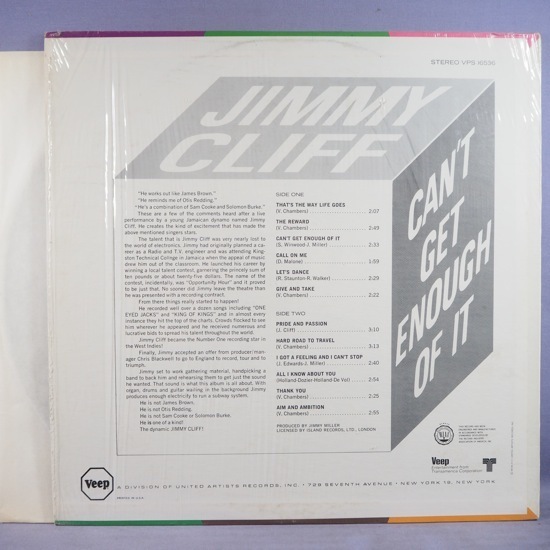 STEREO VPS 16536
JIMMY
CLIFF
CAN'T
GET
ENOUGH
OF IT
"He works out like James Brown."
"He reminds me of Otis Redding."
"He's a combination of Sam Cooke and Solomon Burke."
These are a few of the comments heard after a live
performance by a young Jamaican dynamo named Jimmy
Cliff. He creates the kind of excitement that has made the
above mentioned singers stars.
The talent that is Jimmy Cliff was very nearly lost to
the world of electronics. Jimmy had originally planned a ca-
reer as a Radio and T.V. engineer and was attending King-
ston Technical College in Jamaica when the appeal of music
drew him out of the classroom. He launched his career by
winning a local talent contest, garnering the princely sum of
ten pounds or about twenty-five dollars. The name of the
contest, incidentally, was "Opportunity Hour" and it proved
to be just that. No sooner did Jimmy leave the theatre than
he was presented with a recording contract.
From there things really started to happen!
He recorded well over a dozen songs including "ONE
EYED JACKS" and "KING OF KINGS" and in almost every
instance they hit the top of the charts. Crowds flocked to see
him wherever he appeared and he received numerous and
lucrative bids to spread his talent throughout the world.
Jimmy Cliff became the Number One recording star in
the West Indies!
Finally, Jimmy accepted an offer from producer/mana-
ger Chris Blackwell to go to England to record, tour and to
triumph.
Jimmy set to work gathering material, handpicking a
band to back him and rehearsing them to get just the sound
he wanted. That sound is what this album is all about. With
organ, drums and guitar wailing in the background Jimmy
produces enough electricity to run a subway system.
He is not James Brown,
He is not Otis Redding,
He is not Sam Cooke or Solomon Burke.
He is one of a kind!
The dynamic JIMMY CLIFF!
SIDE ONE
THAT'S THE WAY LIFE GOES
(V. Chambers) 2:07
THE REWARD
(V. Chambers) 2:49
CAN'T GET ENOUGH OF IT
(S. Winwood-J. Miller) 2:33
CALL ON ME
(D. Malone) 1:59
LET'S DANCE
(R. Staunton-R. Walker) 3:20
GIVE AND TAKE
(V. Chambers) 2:22
SIDE TWO
PRIDE AND PASSION
(J. Cliff) 3:10
HARD ROAD TO TRAVEL
(V. Chambers) 3:13
I GOT A FEELING AND I CAN'T STOP
(J. Edwards-J. Miller) 2:40
ALL I KNOW ABOUT YOU
(Holland-Dozier-Holland-De Vol) 2:54
THANK YOU
(V. Chambers) 2:25
AIM AND AMBITION
(V. Chambers) 2:55
PRODUCED BY JIMMY MILLER
LICENSED BY ISLAND RECORDS, LTD., LONDON
Veep
Entertainment from
Transamerica Corporation
Veep
A DIVISION OF UNITED ARTISTS RECORDS, INC. • 729 SEVENTH AVENUE • NEW YORK 19, NEW YORK
PRINTED IN U.S.A.